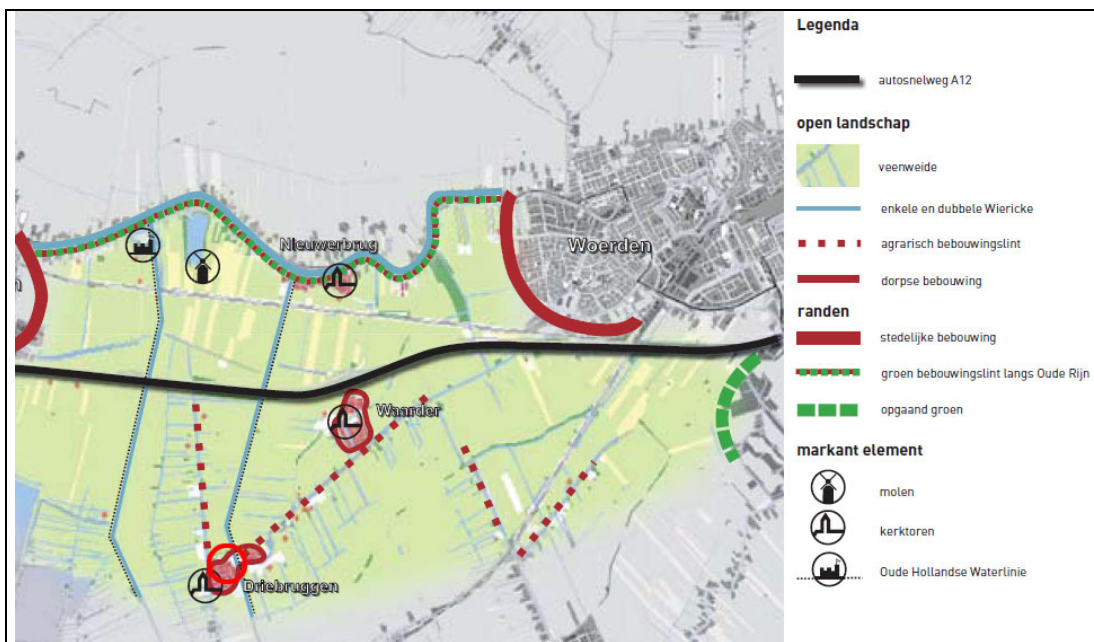 Nieuwerbrug
Woerden
Waarder
Driebruggen
Legenda
autosnelweg A12
open landschap
veenweide
enkele en dubbele Wiericke
agrarisch bebouwingslint
dorpse bebouwing
randen
stedelijke bebouwing
groen bebouwingslint langs Oude Rijn
opgaand groen
markant element
molen
kerktoren
Oude Hollandse Waterlinie